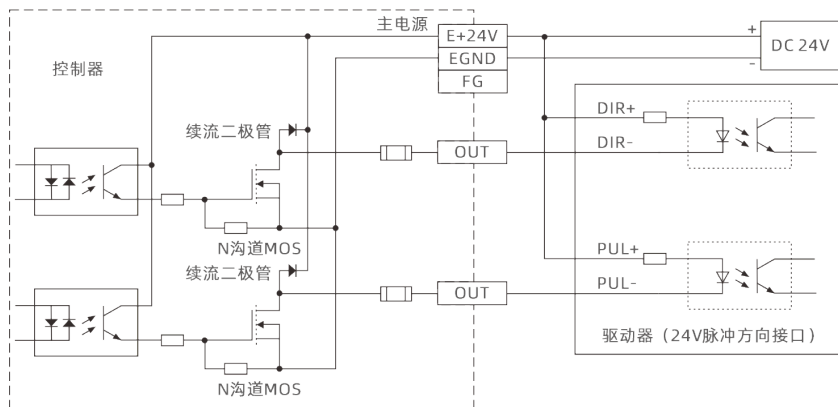 主电源
E+24V
+
DC 24V
EGND
-
控制器
FG
续流二极管
DIR+
OUT
DIR-
N沟道MOS
续流二极管
PUL+
OUT
PUL-
驱动器（24V脉冲方向接口）
N沟道MOS